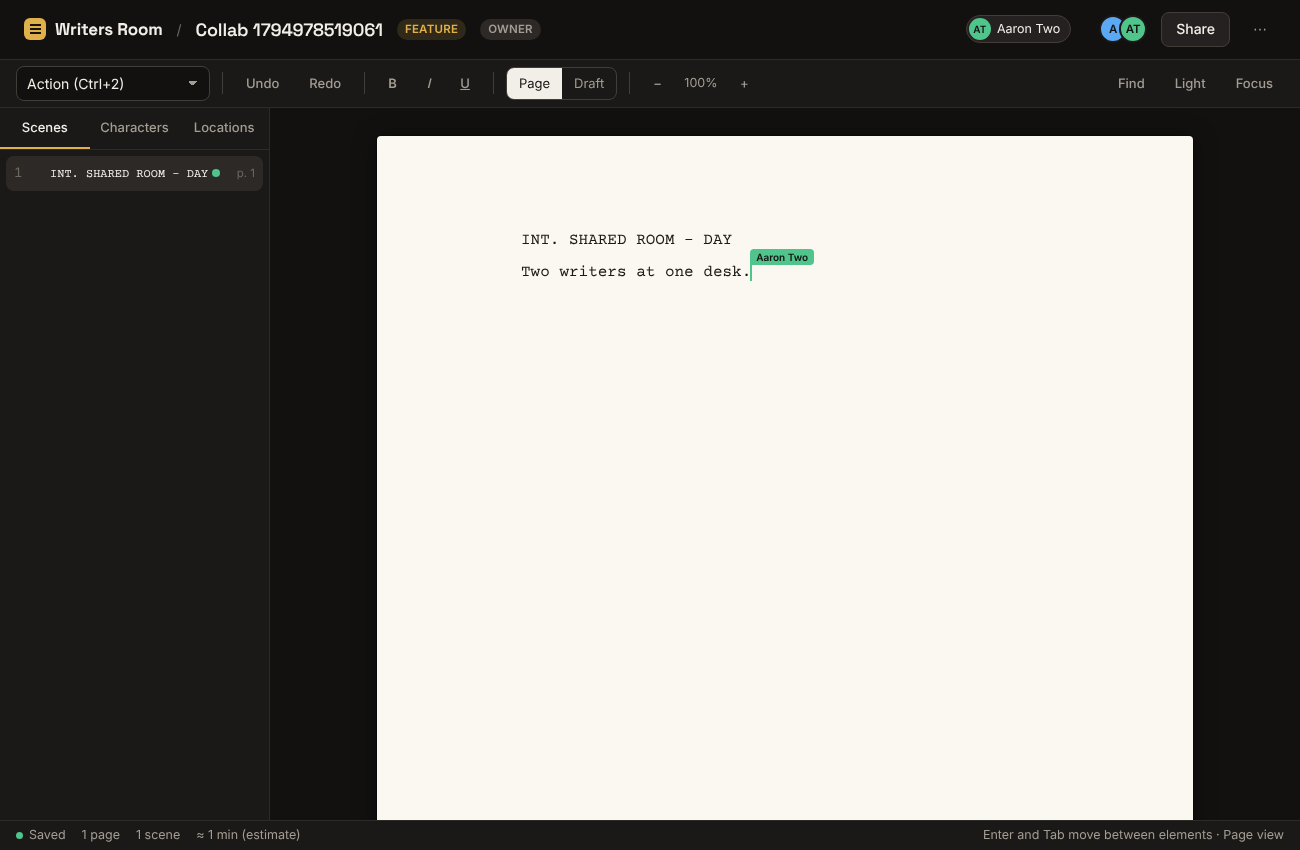 Writers Room / Collab 1794978519061 FEATURE OWNER AT Aaron Two A AT Share ...
Action (Ctrl+2) Undo Redo B I U Page Draft − 100% + Find Light Focus
Scenes Characters Locations
1 INT. SHARED ROOM - DAY p. 1
INT. SHARED ROOM - DAY
Aaron Two
Two writers at one desk.
Saved 1 page 1 scene ≈ 1 min (estimate) Enter and Tab move between elements · Page view